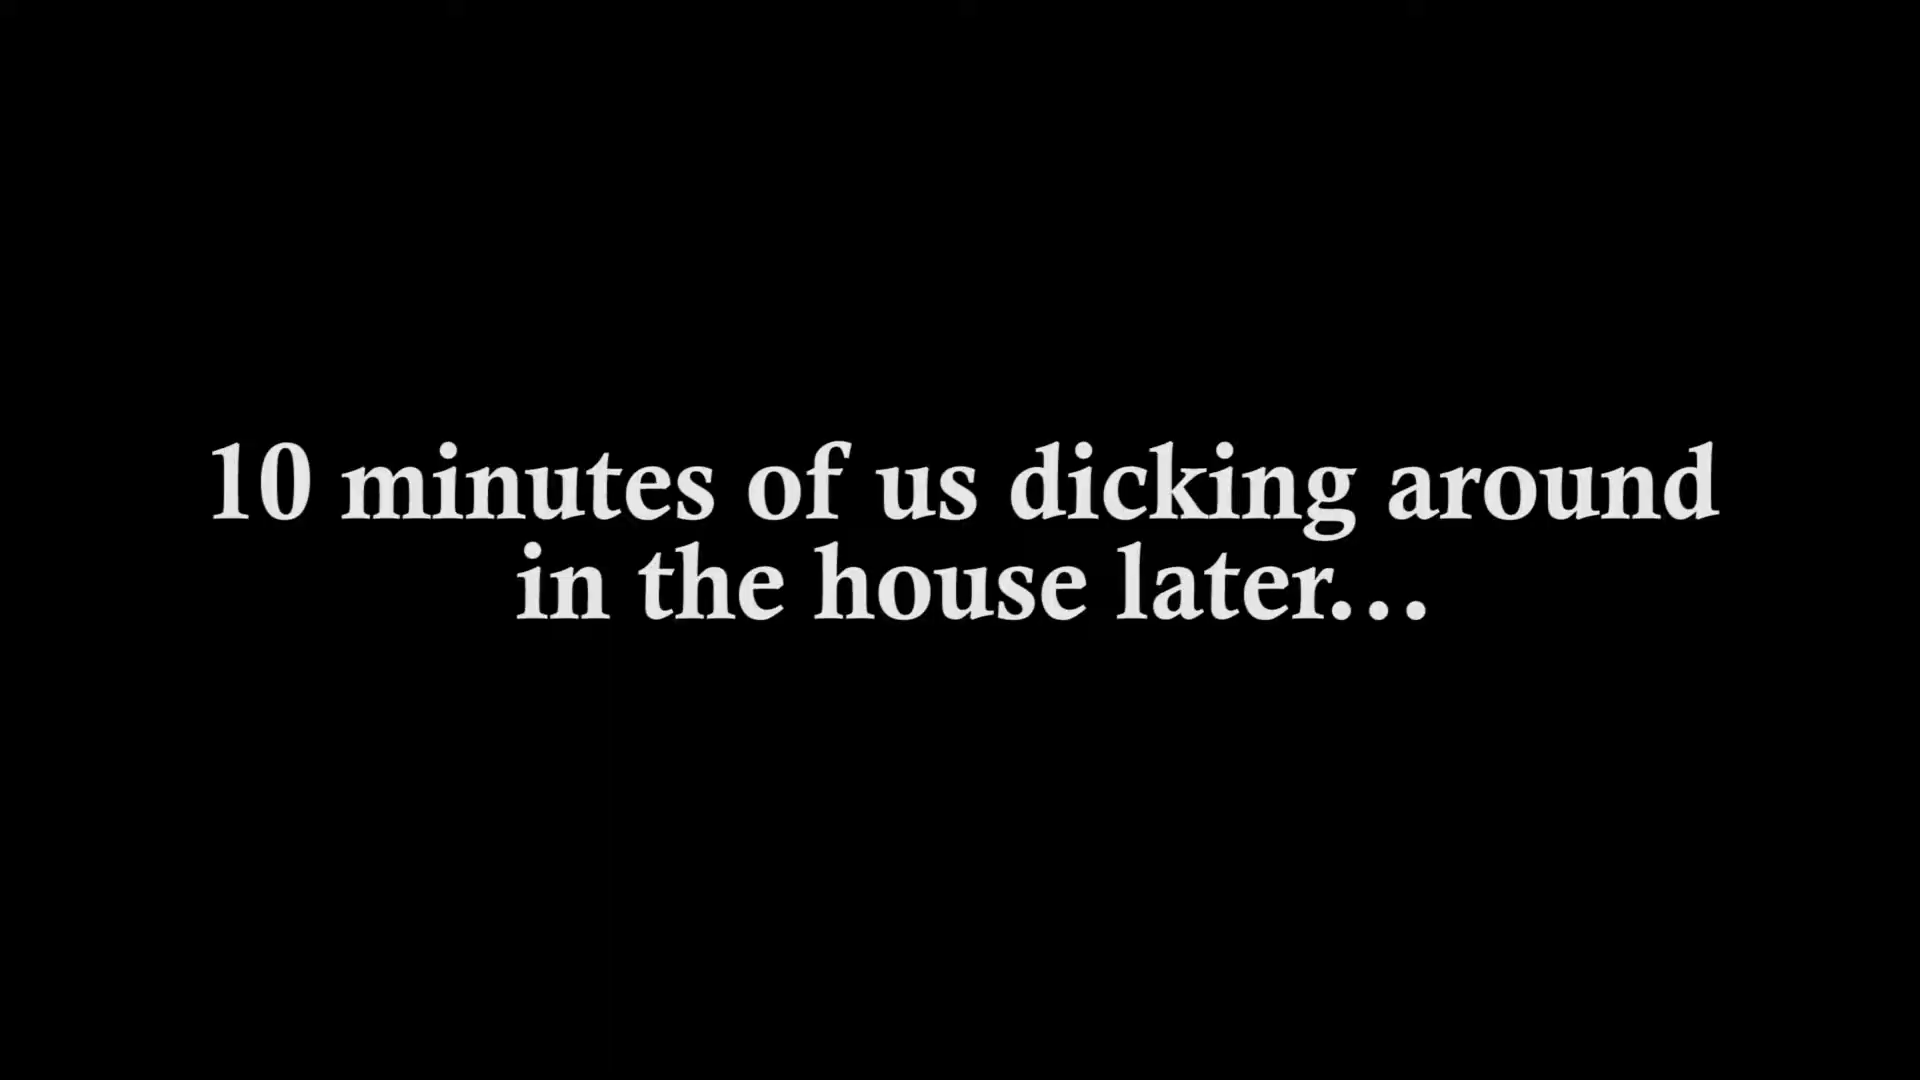 10 minutes of us dicking around
in the house later...